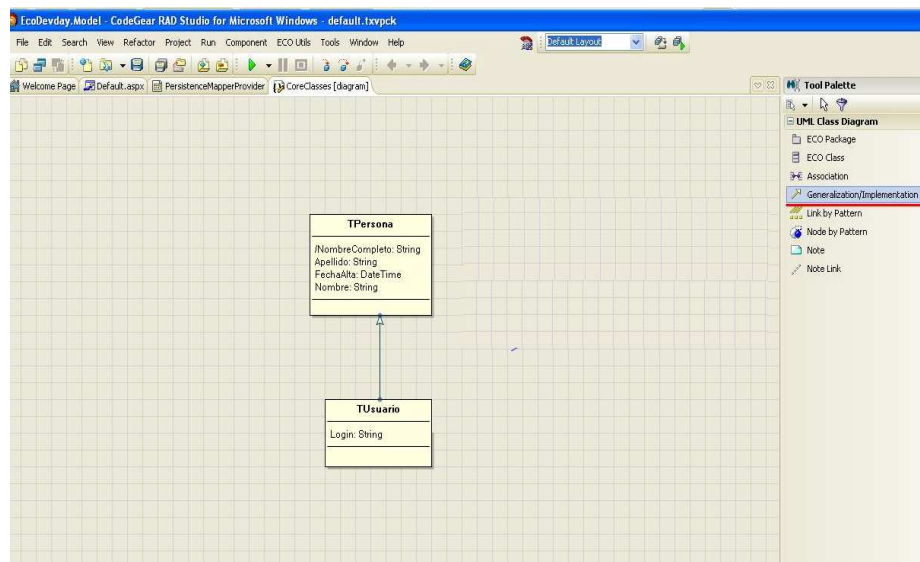 EcoDevday.Model - CodeGear RAD Studio for Microsoft Windows - default.txvpck
File Edit Search View Refactor Project Run Component ECO Utils Tools Window Help
Default Layout
Welcome Page Default.aspx PersistenceMapperProvider CoreClasses [diagram]
Tool Palette
UML Class Diagram
ECO Package
ECO Class
Association
Generalization/Implementation
Link by Pattern
Node by Pattern
Note
Note Link
TPersona
/NombreCompleto: String
Apellido: String
FechaAlta: DateTime
Nombre: String
TUsuario
Login: String